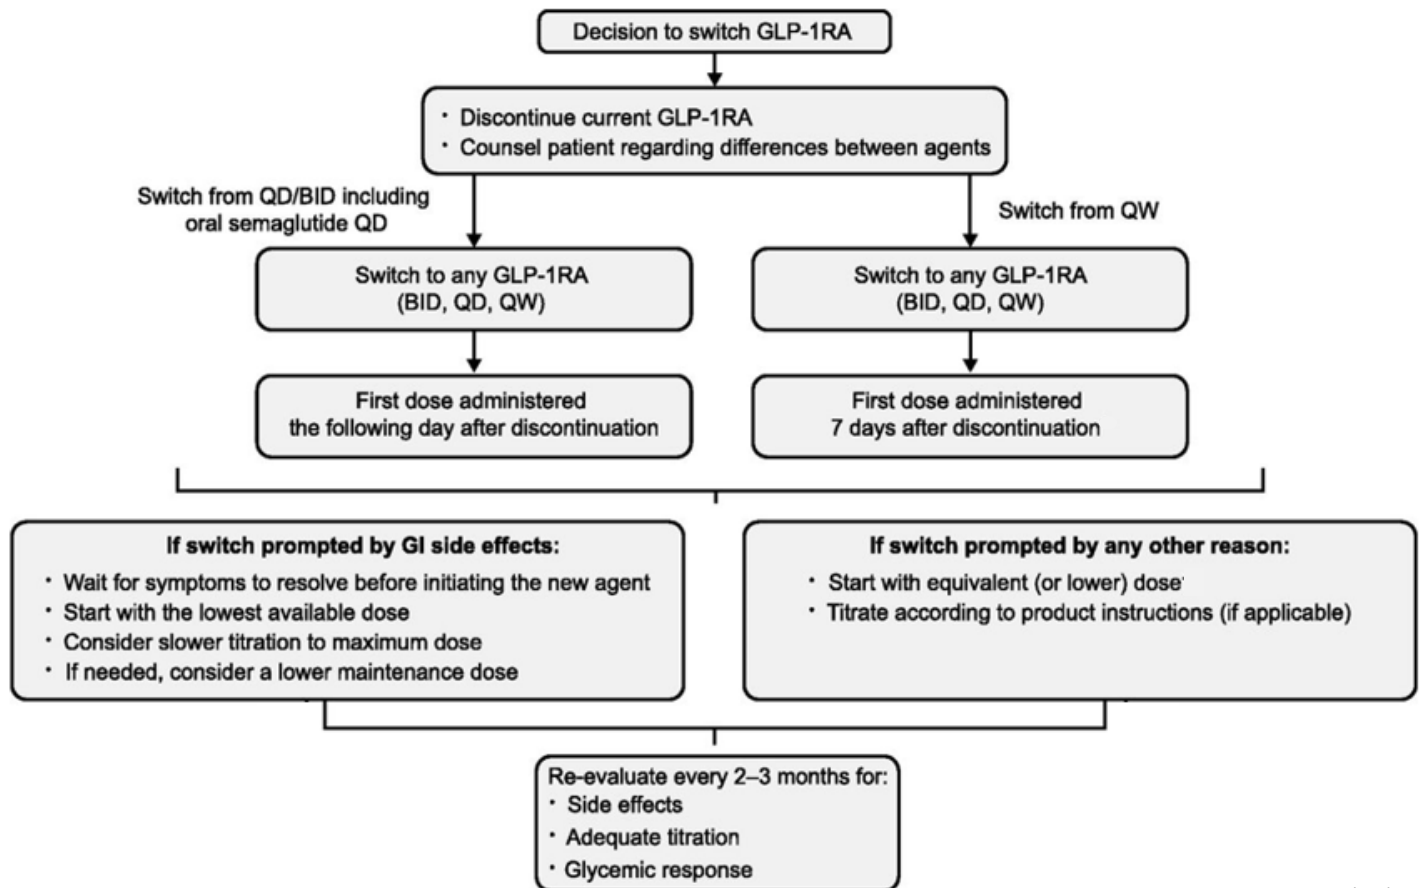 Decision to switch GLP-1RA
· Discontinue current GLP-1RA
· Counsel patient regarding differences between agents
Switch from QD/BID including
oral semaglutide QD
Switch from QW
Switch to any GLP-1RA
(BID, QD, QW)
Switch to any GLP-1RA
(BID, QD, QW)
First dose administered
the following day after discontinuation
First dose administered
7 days after discontinuation
If switch prompted by GI side effects:
· Wait for symptoms to resolve before initiating the new agent
· Start with the lowest available dose
· Consider slower titration to maximum dose
· If needed, consider a lower maintenance dose
If switch prompted by any other reason:
· Start with equivalent (or lower) dose
· Titrate according to product instructions (if applicable)
Re-evaluate every 2–3 months for:
· Side effects
· Adequate titration
· Glycemic response